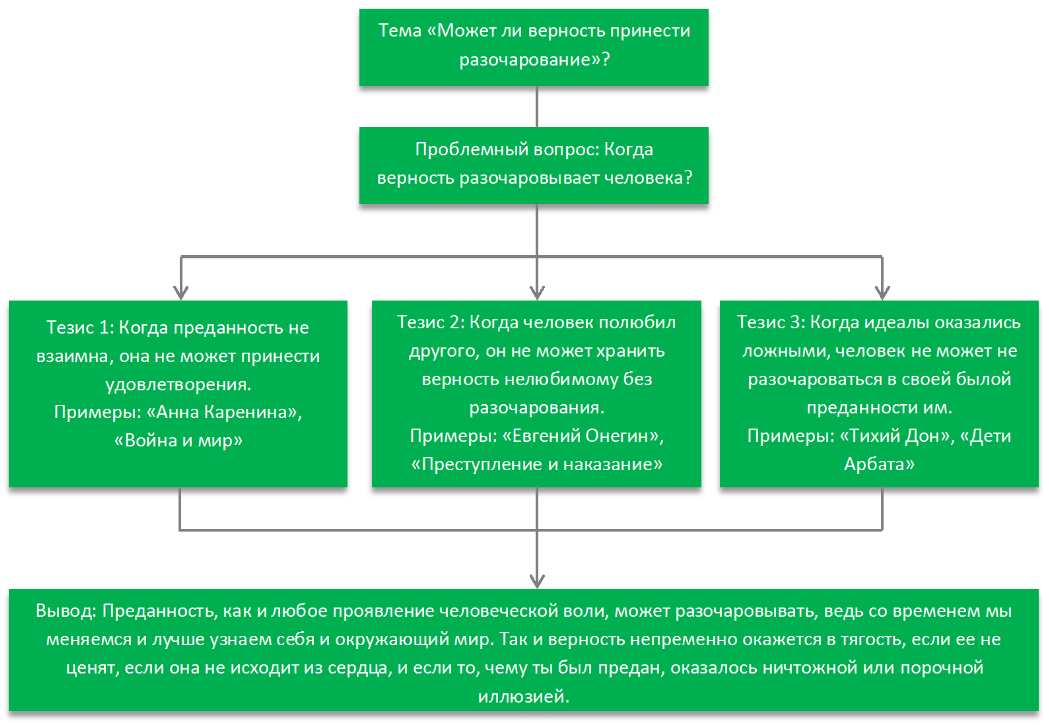 Тема «Может ли верность принести
разочарование»?
Проблемный вопрос: Когда
верность разочаровывает человека?
Тезис 1: Когда преданность не
взаимна, она не может принести
удовлетворения.
Примеры: «Анна Каренина»,
«Война и мир»
Тезис 2: Когда человек полюбил
другого, он не может хранить
верность нелюбимому без
разочарования.
Примеры: «Евгений Онегин»,
«Преступление и наказание»
Тезис 3: Когда идеалы оказались
ложными, человек не может не
разочароваться в своей былой
преданности им.
Примеры: «Тихий Дон», «Дети
Арбата»
Вывод: Преданность, как и любое проявление человеческой воли, может разочаровывать, ведь со временем мы
меняемся и лучше узнаем себя и окружающий мир. Так и верность непременно окажется в тягость, если ее не
ценят, если она не исходит из сердца, и если то, чему ты был предан, оказалось ничтожной или порочной
иллюзией.